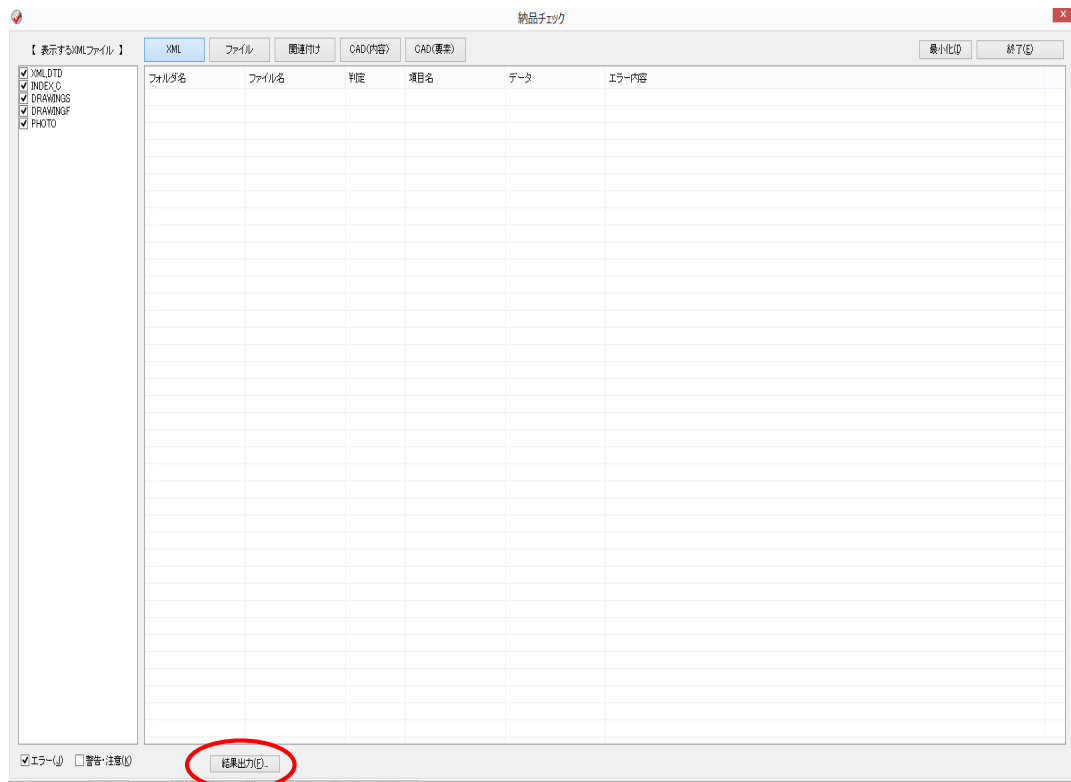 納品チェック
x
【 表示するXMLファイル 】
XML
ファイル
関連付け
CAD(内容)
CAD(要素)
最小化(I)
終了(E)
XML,DTD
INDEX_C
DRAWINGS
DRAWINGF
PHOTO
フォルダ名
ファイル名
判定
項目名
データ
エラー内容
エラー(J)
警告・注意(K)
結果出力(F)...